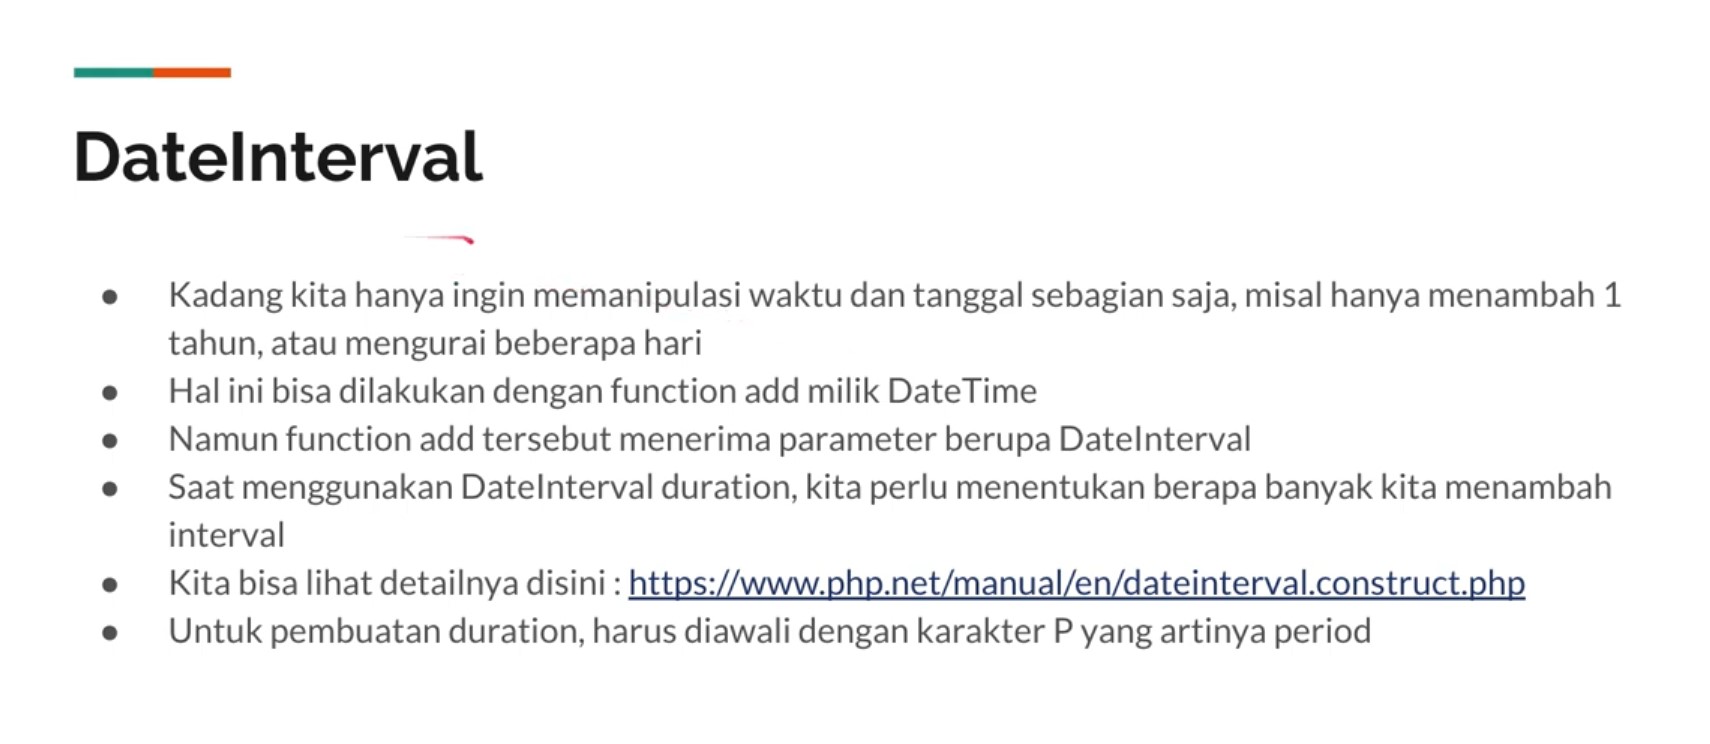 DateInterval
● Kadang kita hanya ingin memanipulasi waktu dan tanggal sebagian saja, misal hanya menambah 1
tahun, atau mengurai beberapa hari
● Hal ini bisa dilakukan dengan function add milik DateTime
● Namun function add tersebut menerima parameter berupa DateInterval
● Saat menggunakan DateInterval duration, kita perlu menentukan berapa banyak kita menambah
interval
● Kita bisa lihat detailnya disini : https://www.php.net/manual/en/dateinterval.construct.php
● Untuk pembuatan duration, harus diawali dengan karakter P yang artinya period